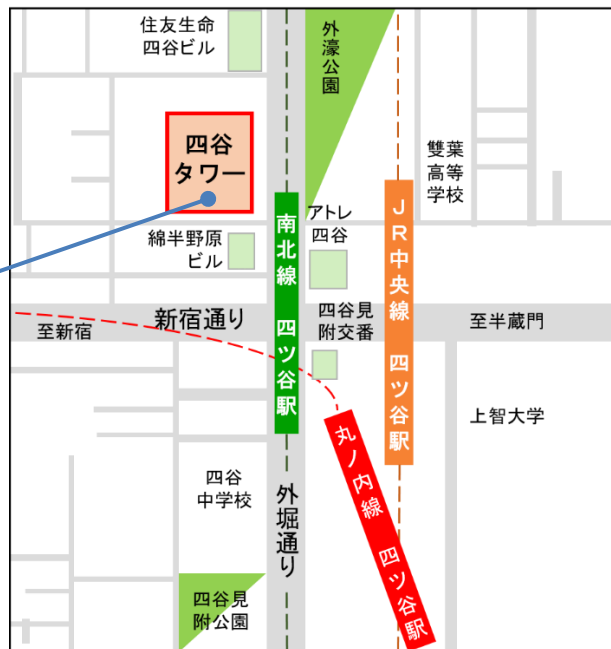 住友生命
四谷ビル
外濠公園
四谷
タワー
雙葉
高等
学校
アトレ
四谷
綿半野原
ビル
南北線 四ツ谷駅
JR中央線 四ツ谷駅
新宿通り
至新宿
四谷見
附交番
至半蔵門
上智大学
丸ノ内線 四ツ谷駅
四谷
中学校
外堀通り
四谷見
附公園